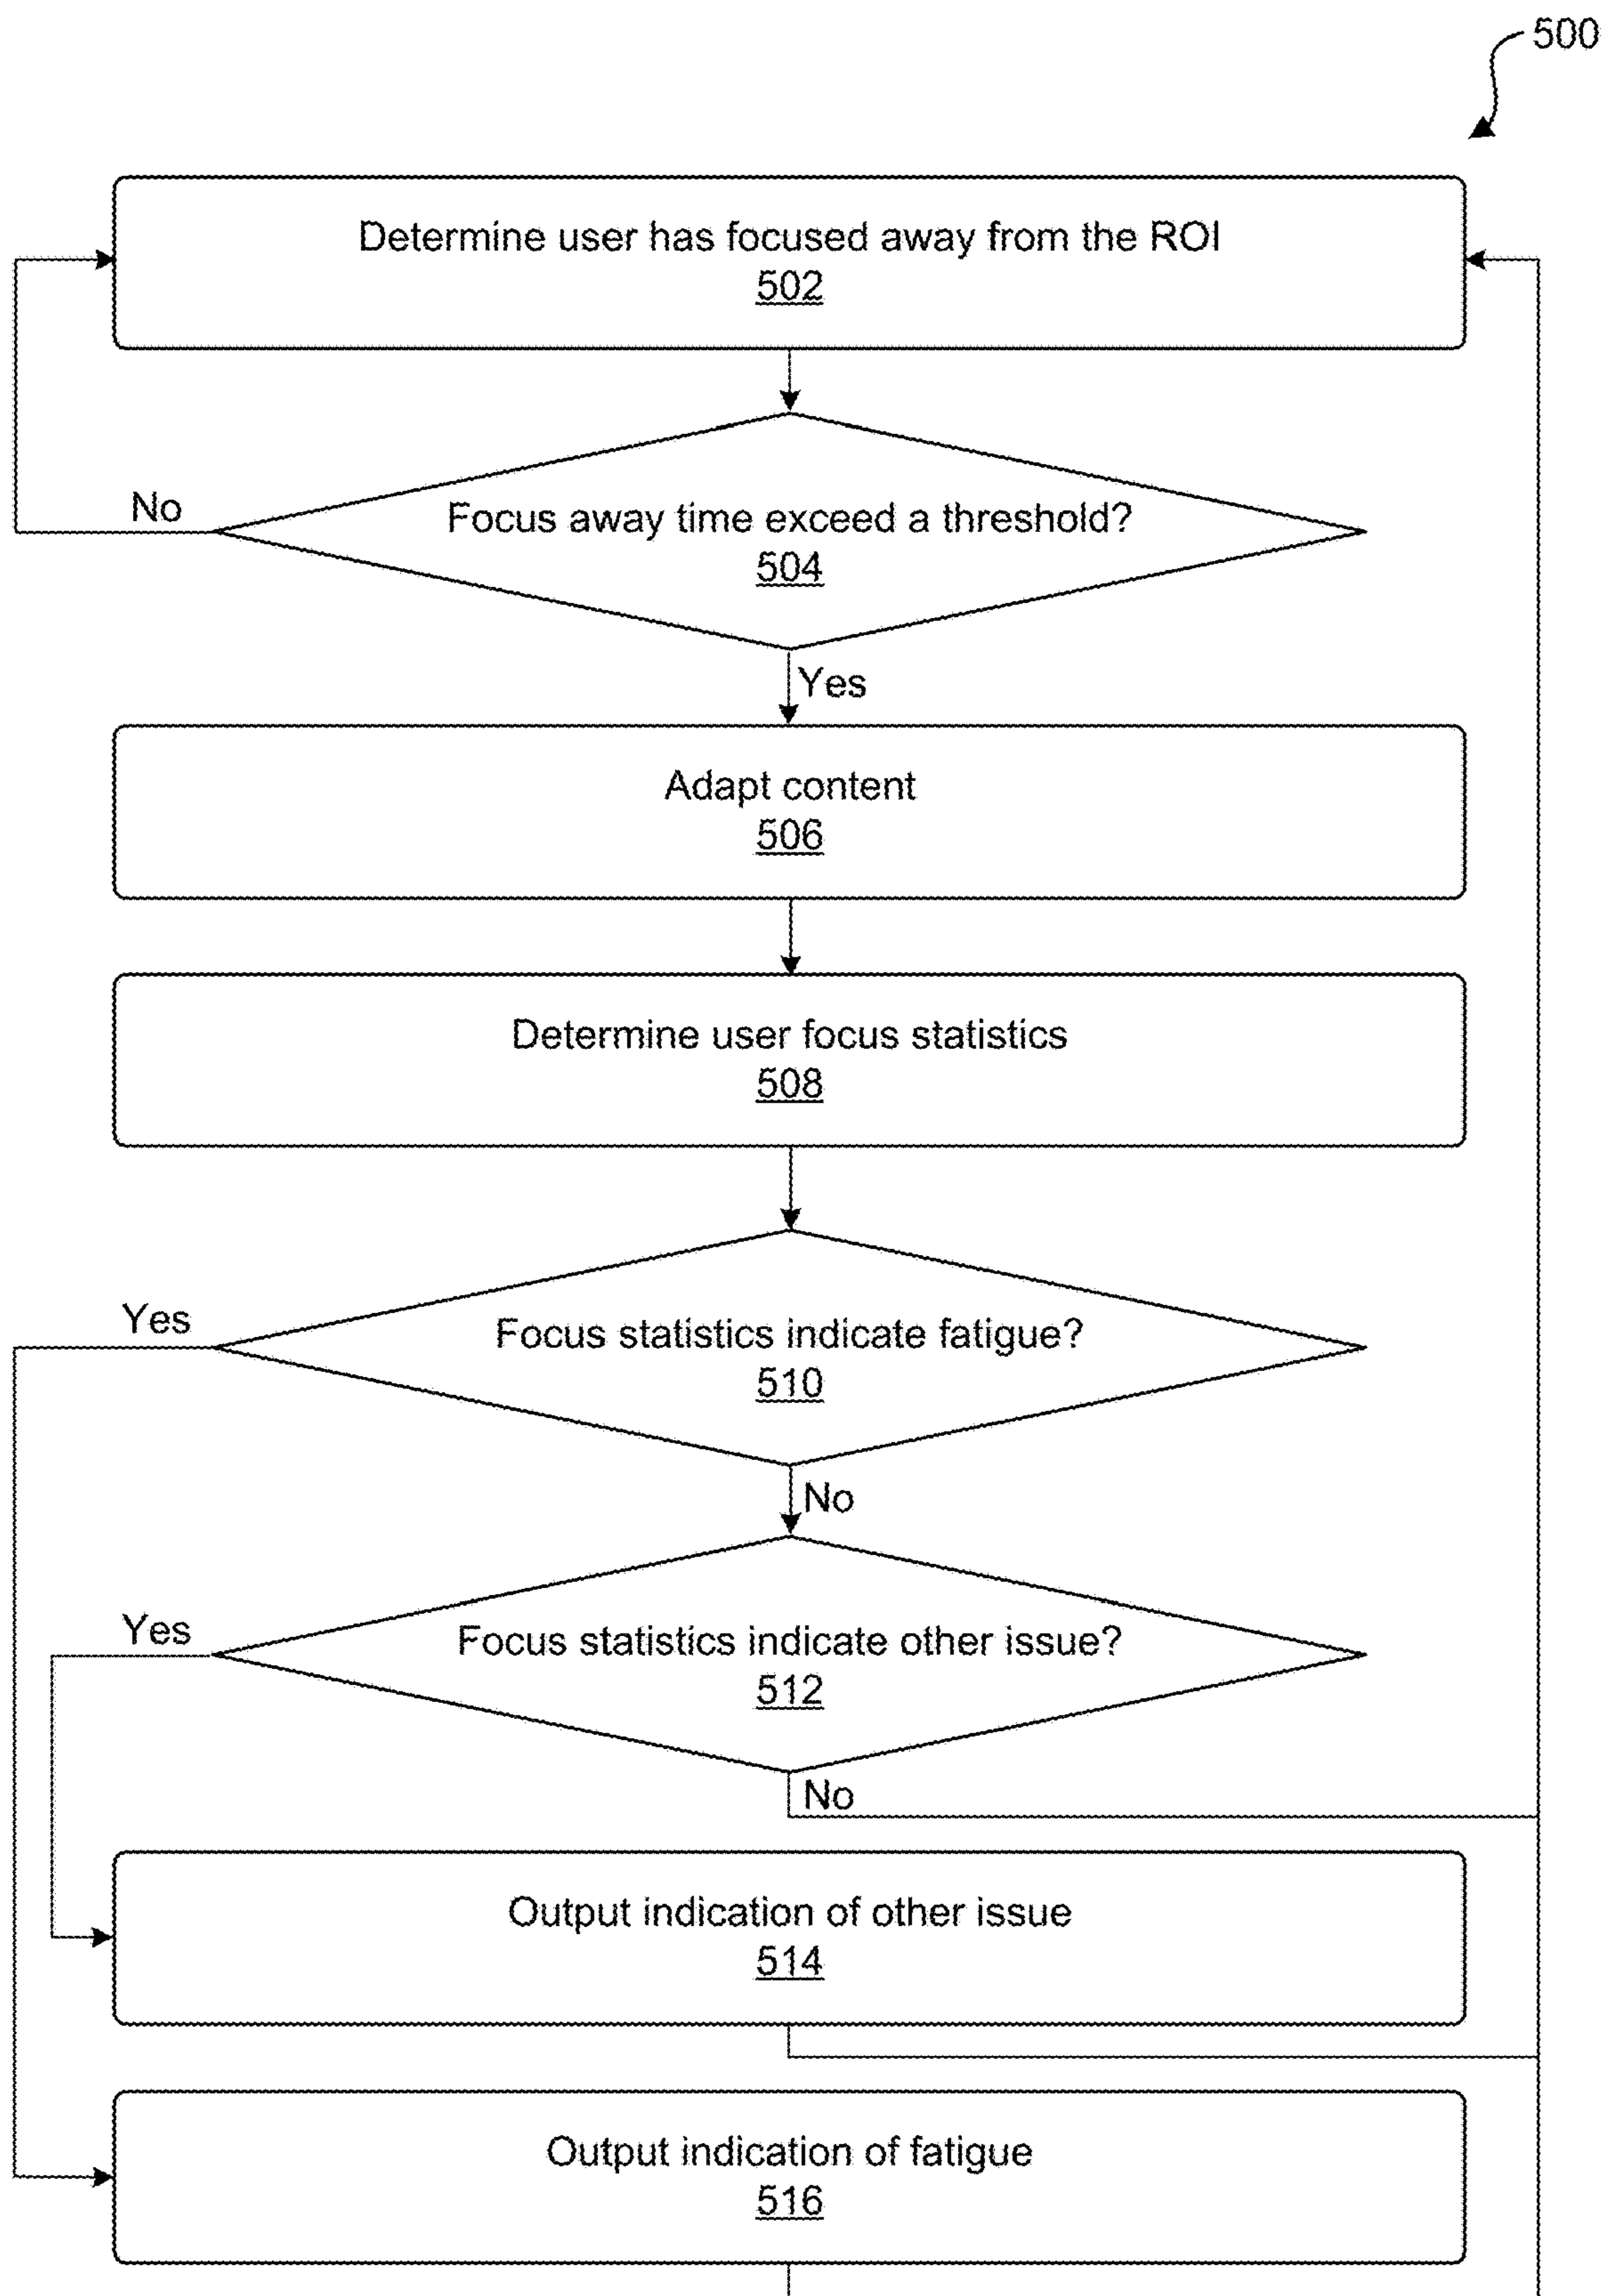 500
Determine user has focused away from the ROI
502
No
Focus away time exceed a threshold?
504
Yes
Adapt content
506
Determine user focus statistics
508
Yes
Focus statistics indicate fatigue?
510
No
Yes
Focus statistics indicate other issue?
512
No
Output indication of other issue
514
Output indication of fatigue
516